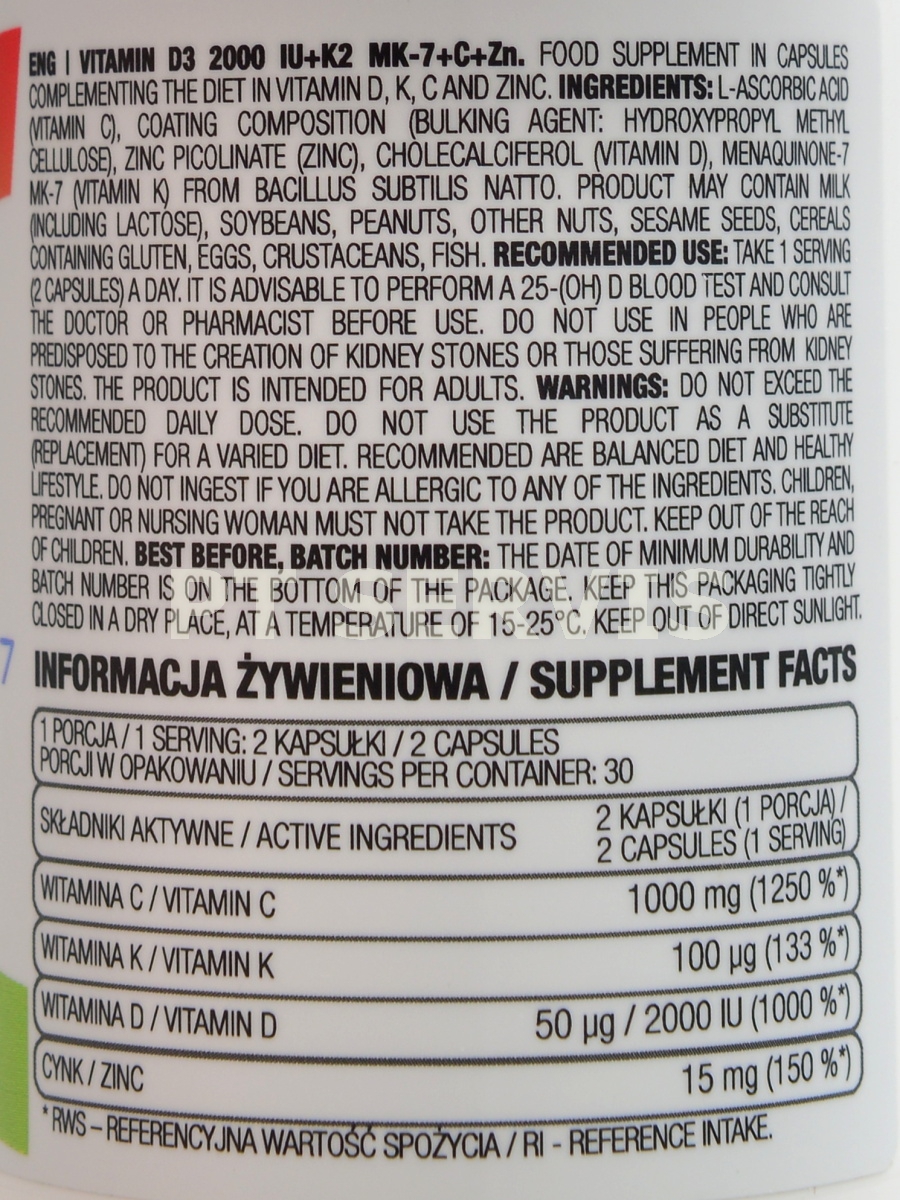 ENG | VITAMIN D3 2000 IU+K2 MK-7+C+Zn. FOOD SUPPLEMENT IN CAPSULES
COMPLEMENTING THE DIET IN VITAMIN D, K, C AND ZINC. INGREDIENTS: L-ASCORBIC ACID
(VITAMIN C), COATING COMPOSITION (BULKING AGENT: HYDROXYPROPYL METHYL
CELLULOSE), ZINC PICOLINATE (ZINC), CHOLECALCIFEROL (VITAMIN D), MENAQUINONE-7
MK-7 (VITAMIN K) FROM BACILLUS SUBTILIS NATTO. PRODUCT MAY CONTAIN MILK
(INCLUDING LACTOSE), SOYBEANS, PEANUTS, OTHER NUTS, SESAME SEEDS, CEREALS
CONTAINING GLUTEN, EGGS, CRUSTACEANS, FISH. RECOMMENDED USE: TAKE 1 SERVING
(2 CAPSULES) A DAY. IT IS ADVISABLE TO PERFORM A 25-(OH) D BLOOD TEST AND CONSULT
THE DOCTOR OR PHARMACIST BEFORE USE. DO NOT USE IN PEOPLE WHO ARE
PREDISPOSED TO THE CREATION OF KIDNEY STONES OR THOSE SUFFERING FROM KIDNEY
STONES. THE PRODUCT IS INTENDED FOR ADULTS. WARNINGS: DO NOT EXCEED THE
RECOMMENDED DAILY DOSE. DO NOT USE THE PRODUCT AS A SUBSTITUTE
(REPLACEMENT) FOR A VARIED DIET. RECOMMENDED ARE BALANCED DIET AND HEALTHY
LIFESTYLE. DO NOT INGEST IF YOU ARE ALLERGIC TO ANY OF THE INGREDIENTS. CHILDREN,
PREGNANT OR NURSING WOMAN MUST NOT TAKE THE PRODUCT. KEEP OUT OF THE REACH
OF CHILDREN. BEST BEFORE, BATCH NUMBER: THE DATE OF MINIMUM DURABILITY AND
BATCH NUMBER IS ON THE BOTTOM OF THE PACKAGE. KEEP THIS PACKAGING TIGHTLY
CLOSED IN A DRY PLACE, AT A TEMPERATURE OF 15-25°C. KEEP OUT OF DIRECT SUNLIGHT.
7
INFORMACJA ŻYWIENIOWA / SUPPLEMENT FACTS
1 PORCJA / 1 SERVING: 2 KAPSUŁKI / 2 CAPSULES
PORCJI W OPAKOWANIU / SERVINGS PER CONTAINER: 30
SKŁADNIKI AKTYWNE / ACTIVE INGREDIENTS
2 KAPSUŁKI (1 PORCJA) /
2 CAPSULES (1 SERVING)
WITAMINA C / VITAMIN C 1000 mg (1250 %*)
WITAMINA K / VITAMIN K 100 µg (133 %*)
WITAMINA D / VITAMIN D 50 µg / 2000 IU (1000 %*)
CYNK / ZINC 15 mg (150 %*)
*RWS – REFERENCYJNA WARTOŚĆ SPOŻYCIA / RI - REFERENCE INTAKE.